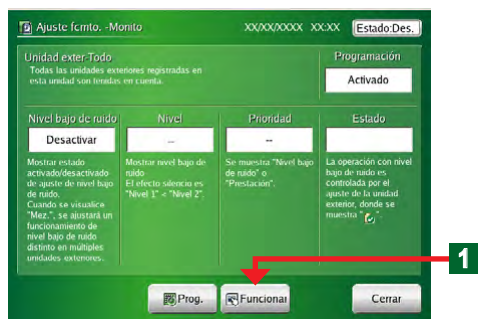 Ajuste fcmto. -Monito
XX/XX/XXXX XX:XX
Estado:Des.
Unidad exter-Todo
Todas las unidades exteriores registradas en
esta unidad son tenidas en cuenta.
Programación
Activado
Nivel bajo de ruido
Desactivar
Mostrar estado
activado/desactivado
de ajuste de nivel bajo
de ruido.
Cuando se visualice
"Mez.", se ajustará un
funcionamiento de
nivel bajo de ruido
distinto en múltiples
unidades exteriores.
Nivel
--
Mostrar nivel bajo de
ruido
El efecto silencio es
"Nivel 1" < "Nivel 2".
Prioridad
--
Se muestra "Nivel bajo
de ruido" o
"Prestación".
Estado
La operación con nivel
bajo de ruido es
controlada por el
ajuste de la unidad
exterior, donde se
muestra " ".
1
Prog.
Funcionar
Cerrar